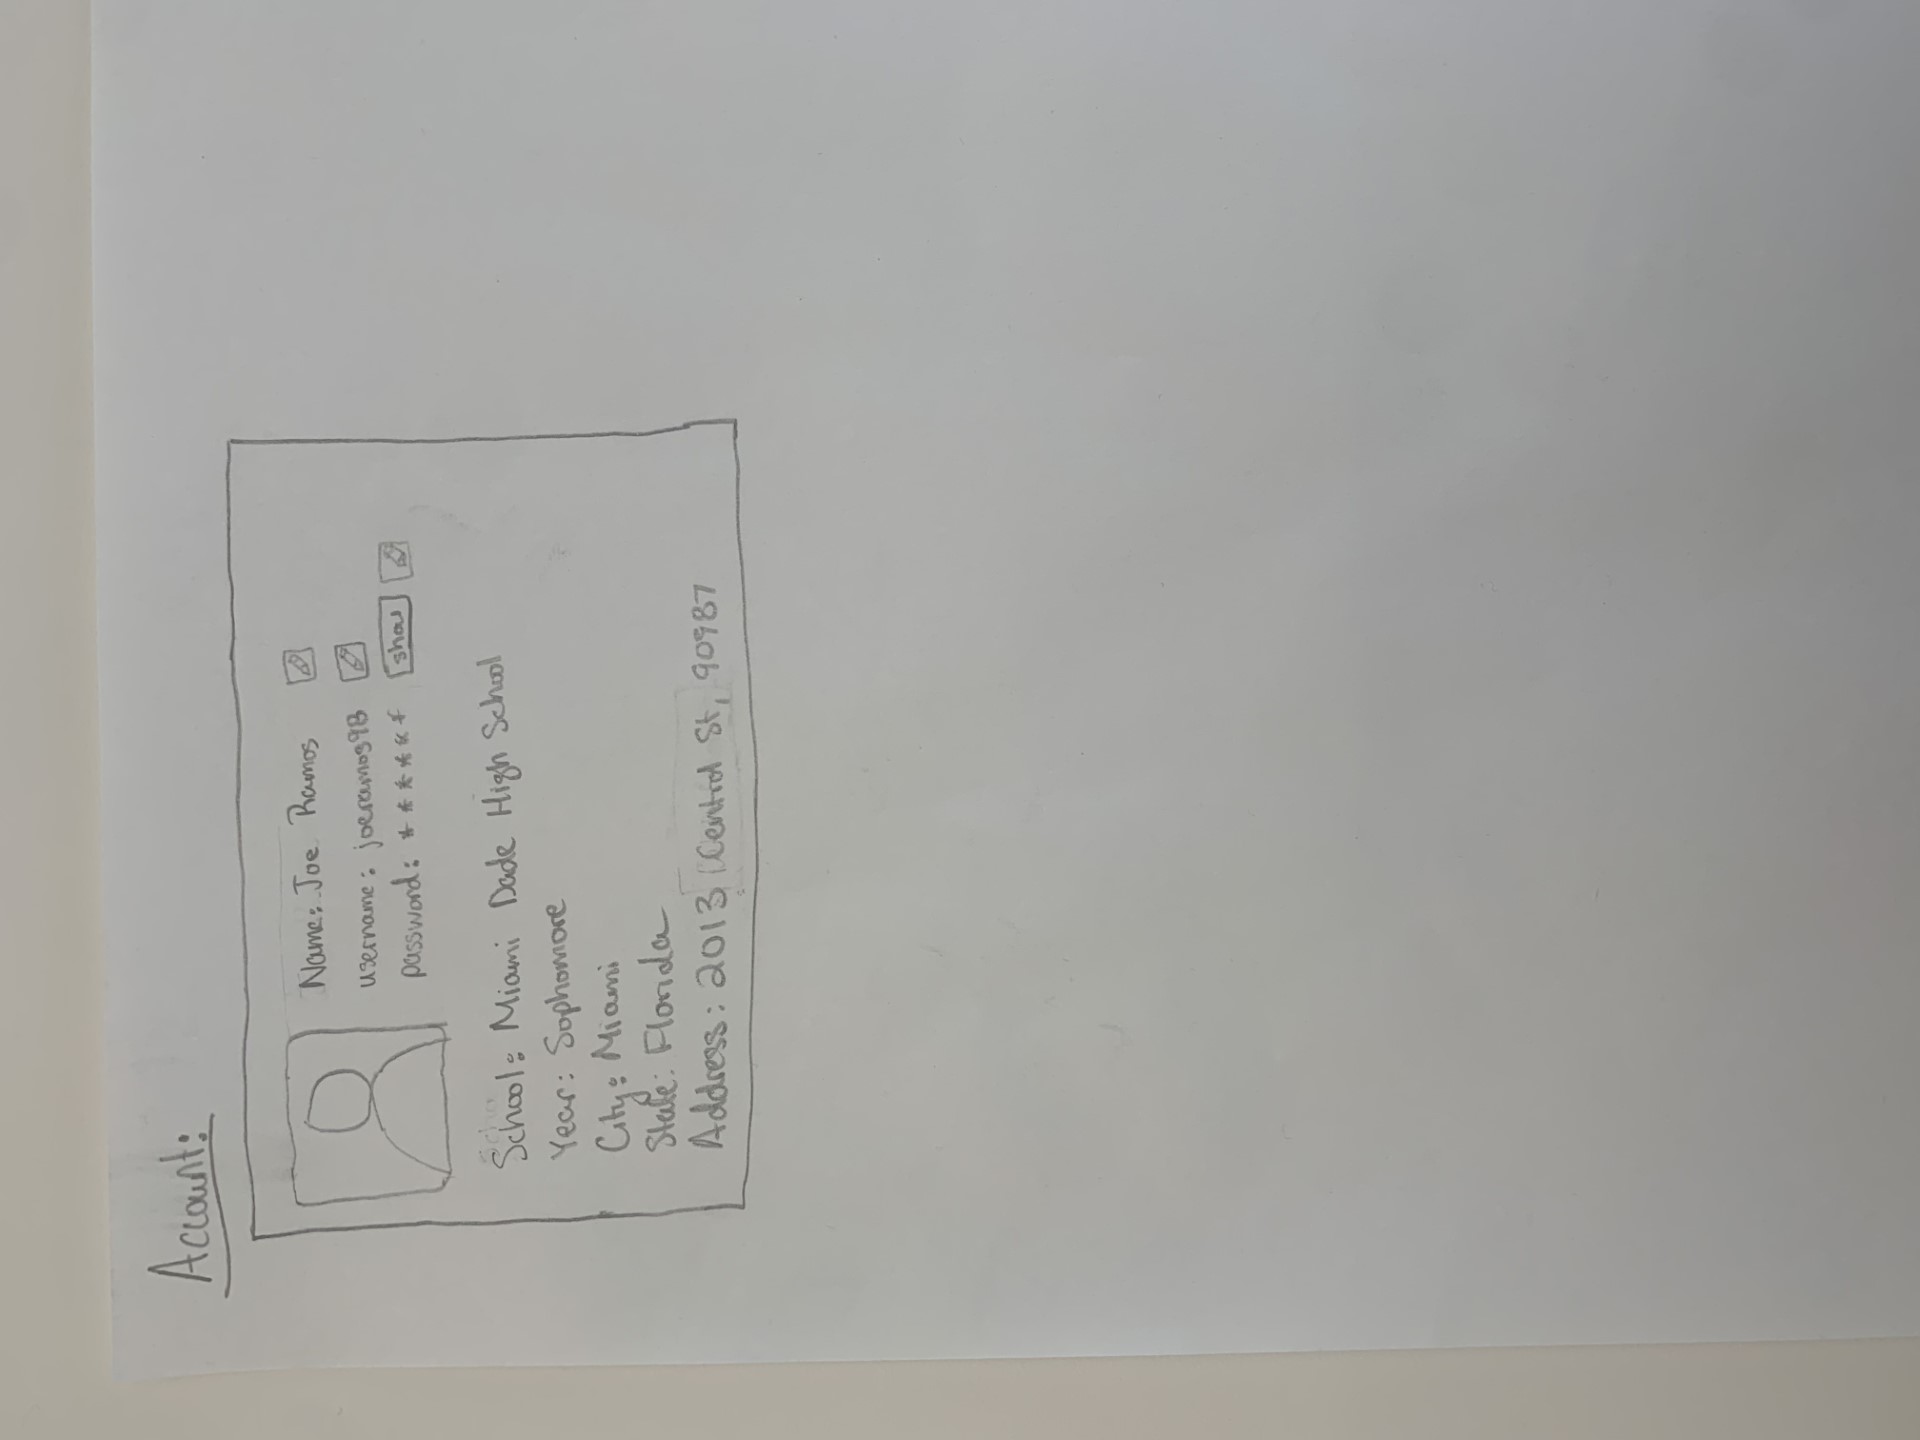 Account:
Name: Joe Ramos
username: joeramos98
password: ******
show
School: Miami Dade High School
Year: Sophomore
City: Miami
State: Florida
Address: 2013 Central St, 90987